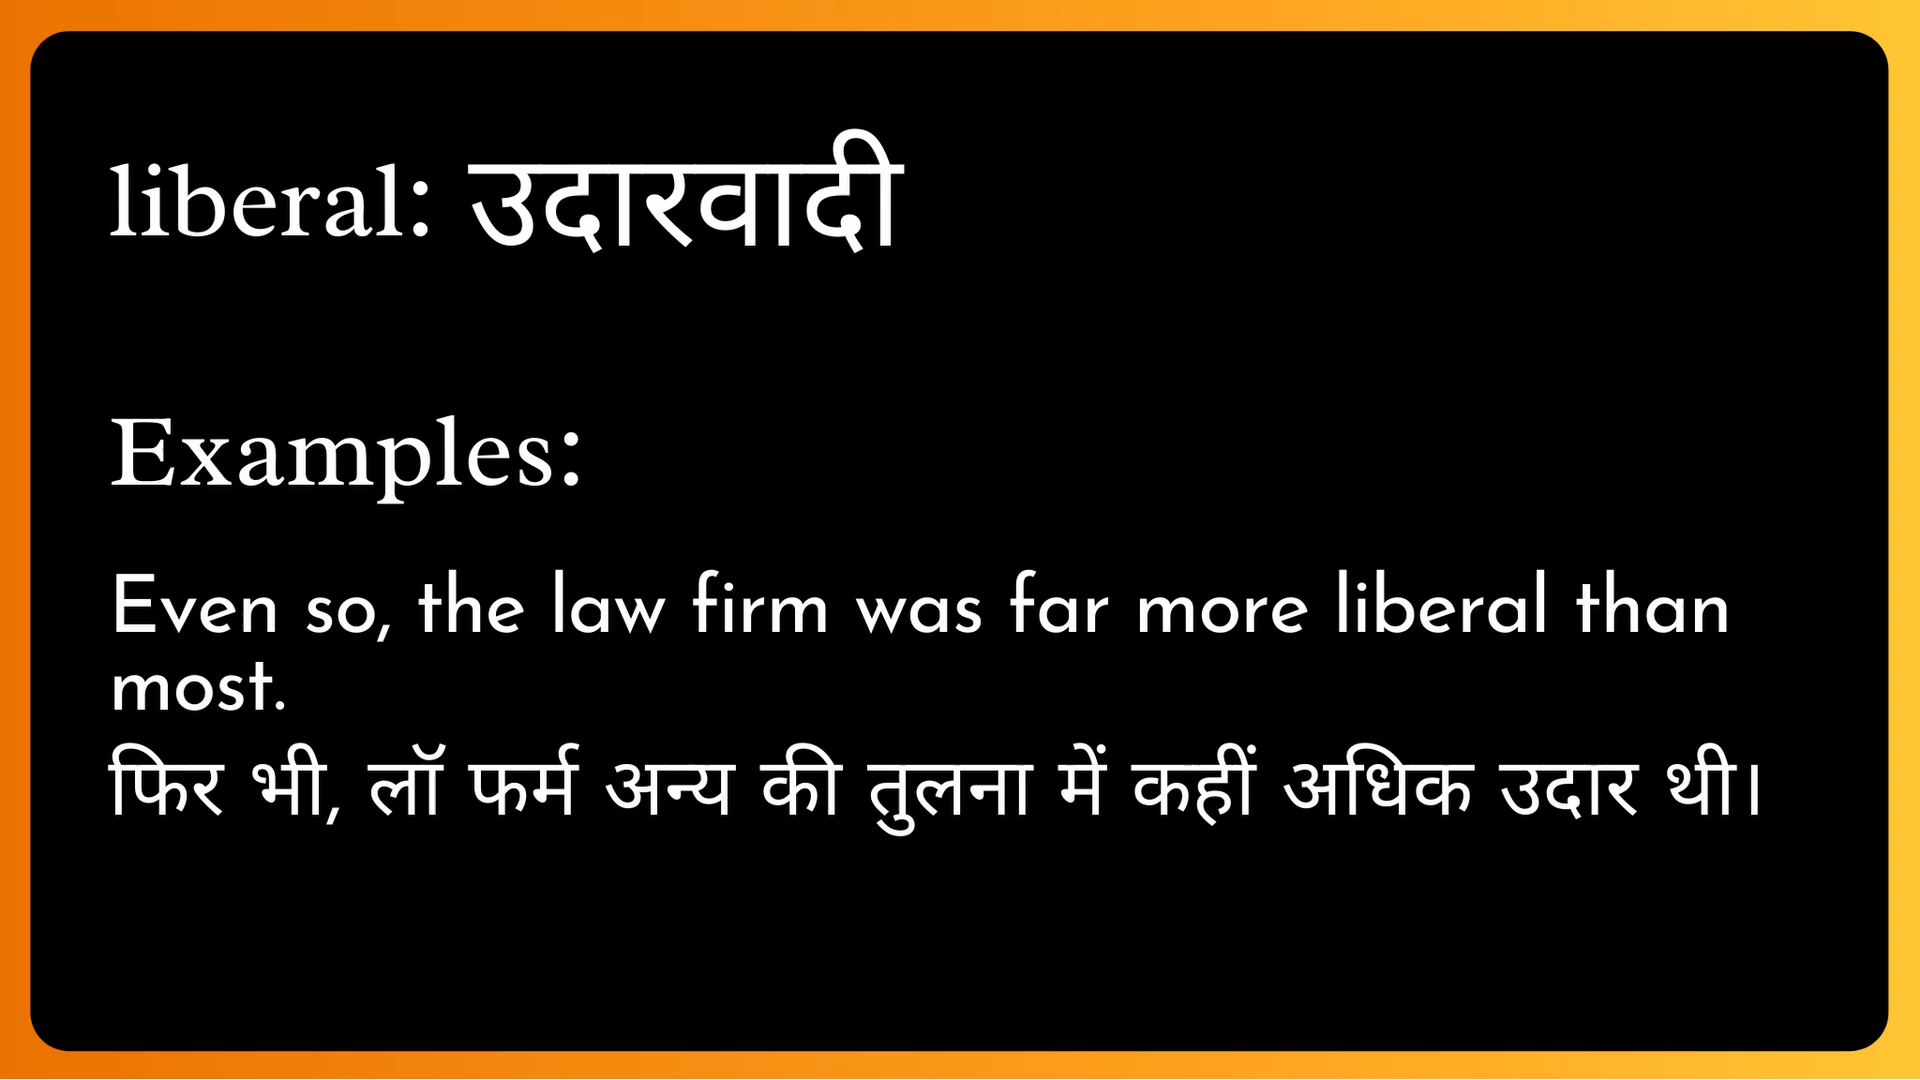 liberal: उदारवादी
Examples:
Even so, the law firm was far more liberal than
most.
फिर भी, लॉ फर्म अन्य की तुलना में कहीं अधिक उदार थी।